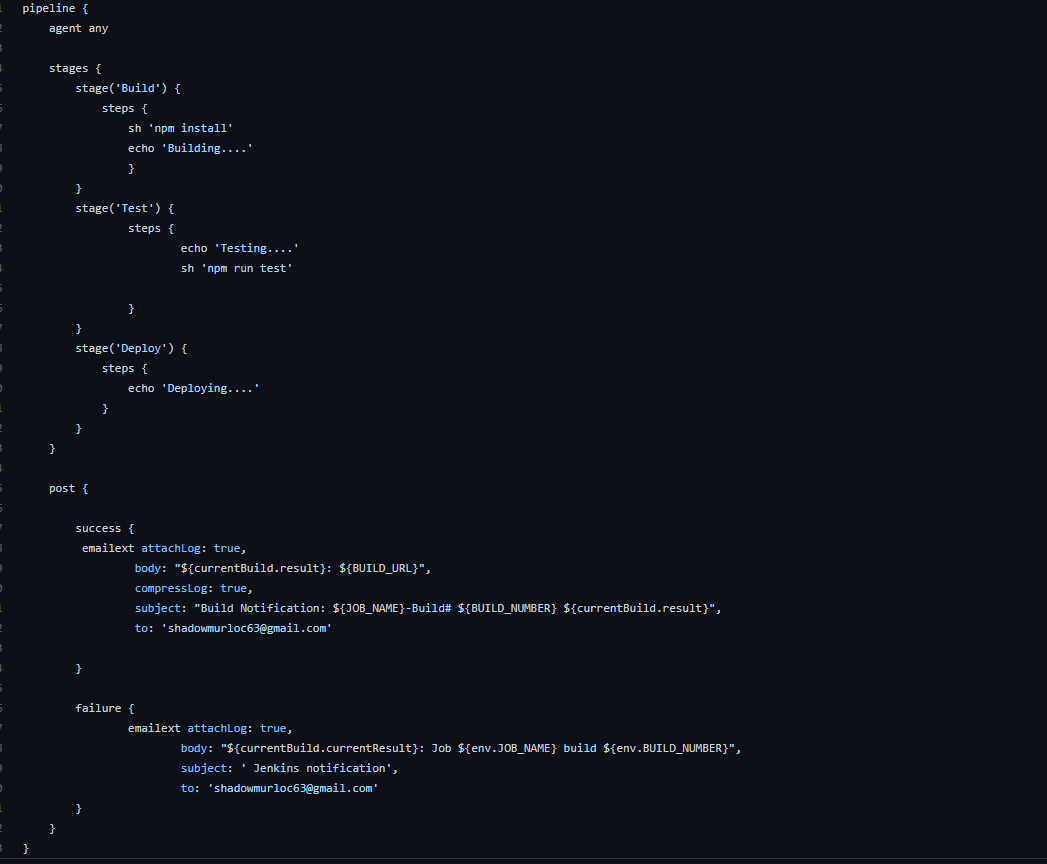 pipeline {
    agent any
    stages {
        stage('Build') {
            steps {
                sh 'npm install'
                echo 'Building....'
                }
        }
        stage('Test') {
                steps {
                        echo 'Testing....'
                        sh 'npm run test'
                }
        }
        stage('Deploy') {
            steps {
                echo 'Deploying....'
            }
        }
    }
    post {
        success {
         emailext attachLog: true,
                 body: "${currentBuild.result}: ${BUILD_URL}",
                 compressLog: true,
                 subject: "Build Notification: ${JOB_NAME}-Build# ${BUILD_NUMBER} ${currentBuild.result}",
                 to: 'shadowmurloc63@gmail.com'
        }
        failure {
                emailext attachLog: true,
                        body: "${currentBuild.currentResult}: Job ${env.JOB_NAME} build ${env.BUILD_NUMBER}",
                        subject: ' Jenkins notification',
                        to: 'shadowmurloc63@gmail.com'
        }
    }
}